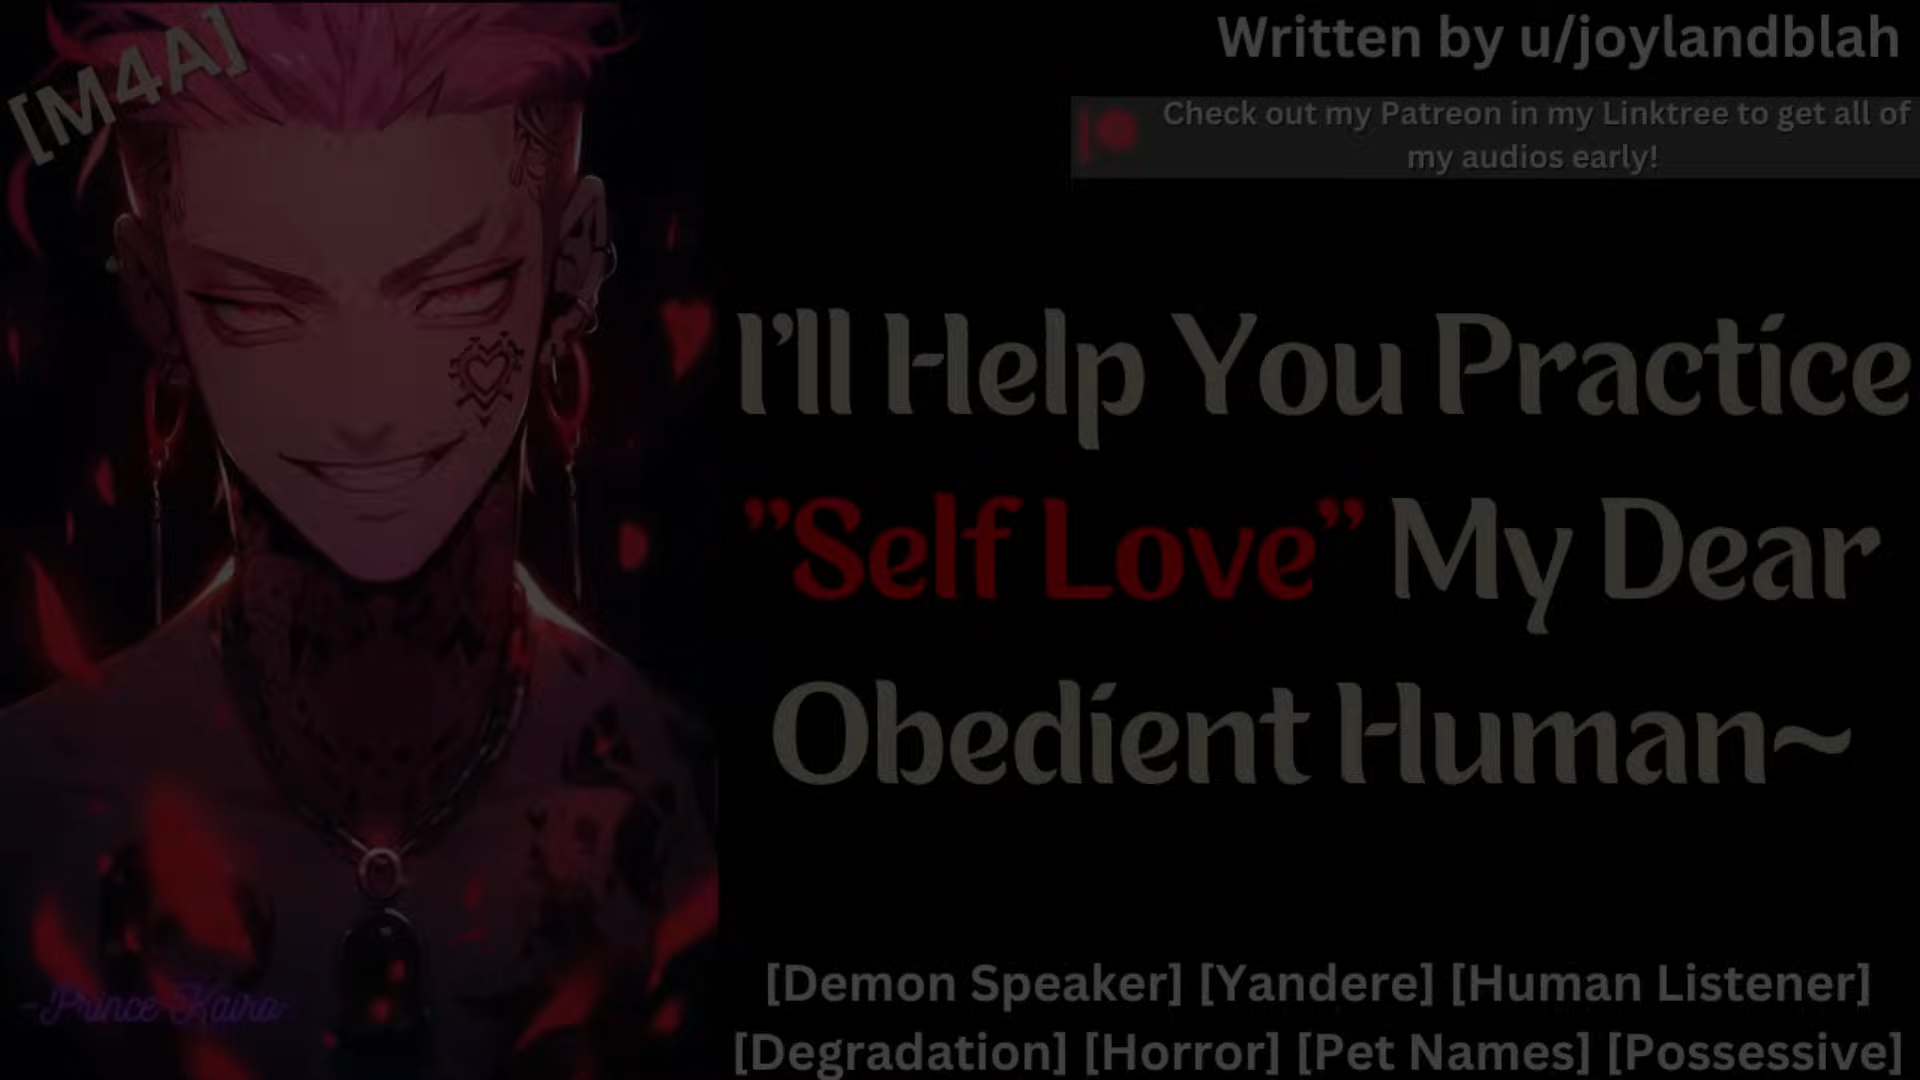 [M4A]
Written by u/joylandblah
Check out my Patreon in my Linktree to get all of
my audios early!
I'll Help You Practice
"Self Love" My Dear
Obedient Human~
[Demon Speaker] [Yandere] [Human Listener]
[Degradation] [Horror] [Pet Names] [Possessive]
-Prince Kairo-